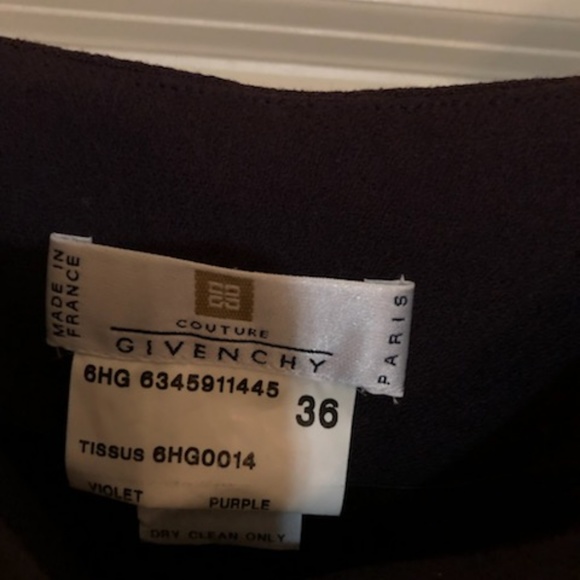 MADE IN
FRANCE
COUTURE
GIVENCHY
PARIS
6HG 6345911445
36
TISSUS 6HG0014
VIOLET PURPLE
DRY CLEAN ONLY